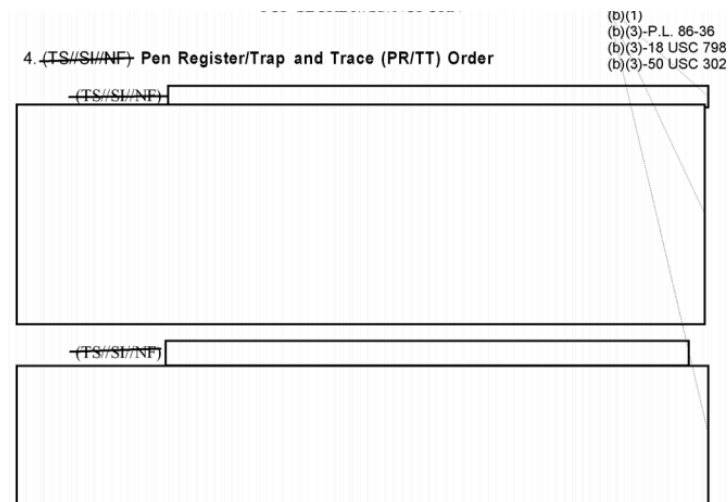 (b)(1)
(b)(3)-P.L. 86-36
(b)(3)-18 USC 798
(b)(3)-50 USC 302
4. (TS//SI//NF) Pen Register/Trap and Trace (PR/TT) Order
(TS//SI//NF)
(TS//SI//NF)